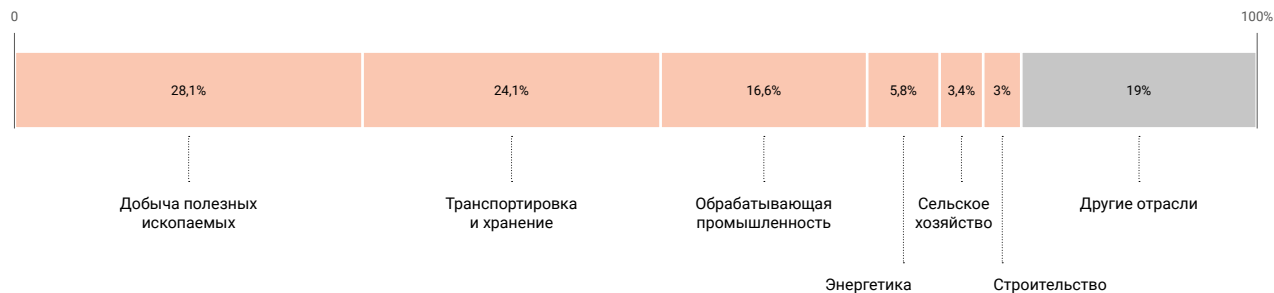 0
100%
28,1%
24,1%
16,6%
5,8%
3,4%
3%
19%
Добыча полезных
ископаемых
Транспортировка
и хранение
Обрабатывающая
промышленность
Сельское
хозяйство
Другие отрасли
Энергетика
Строительство